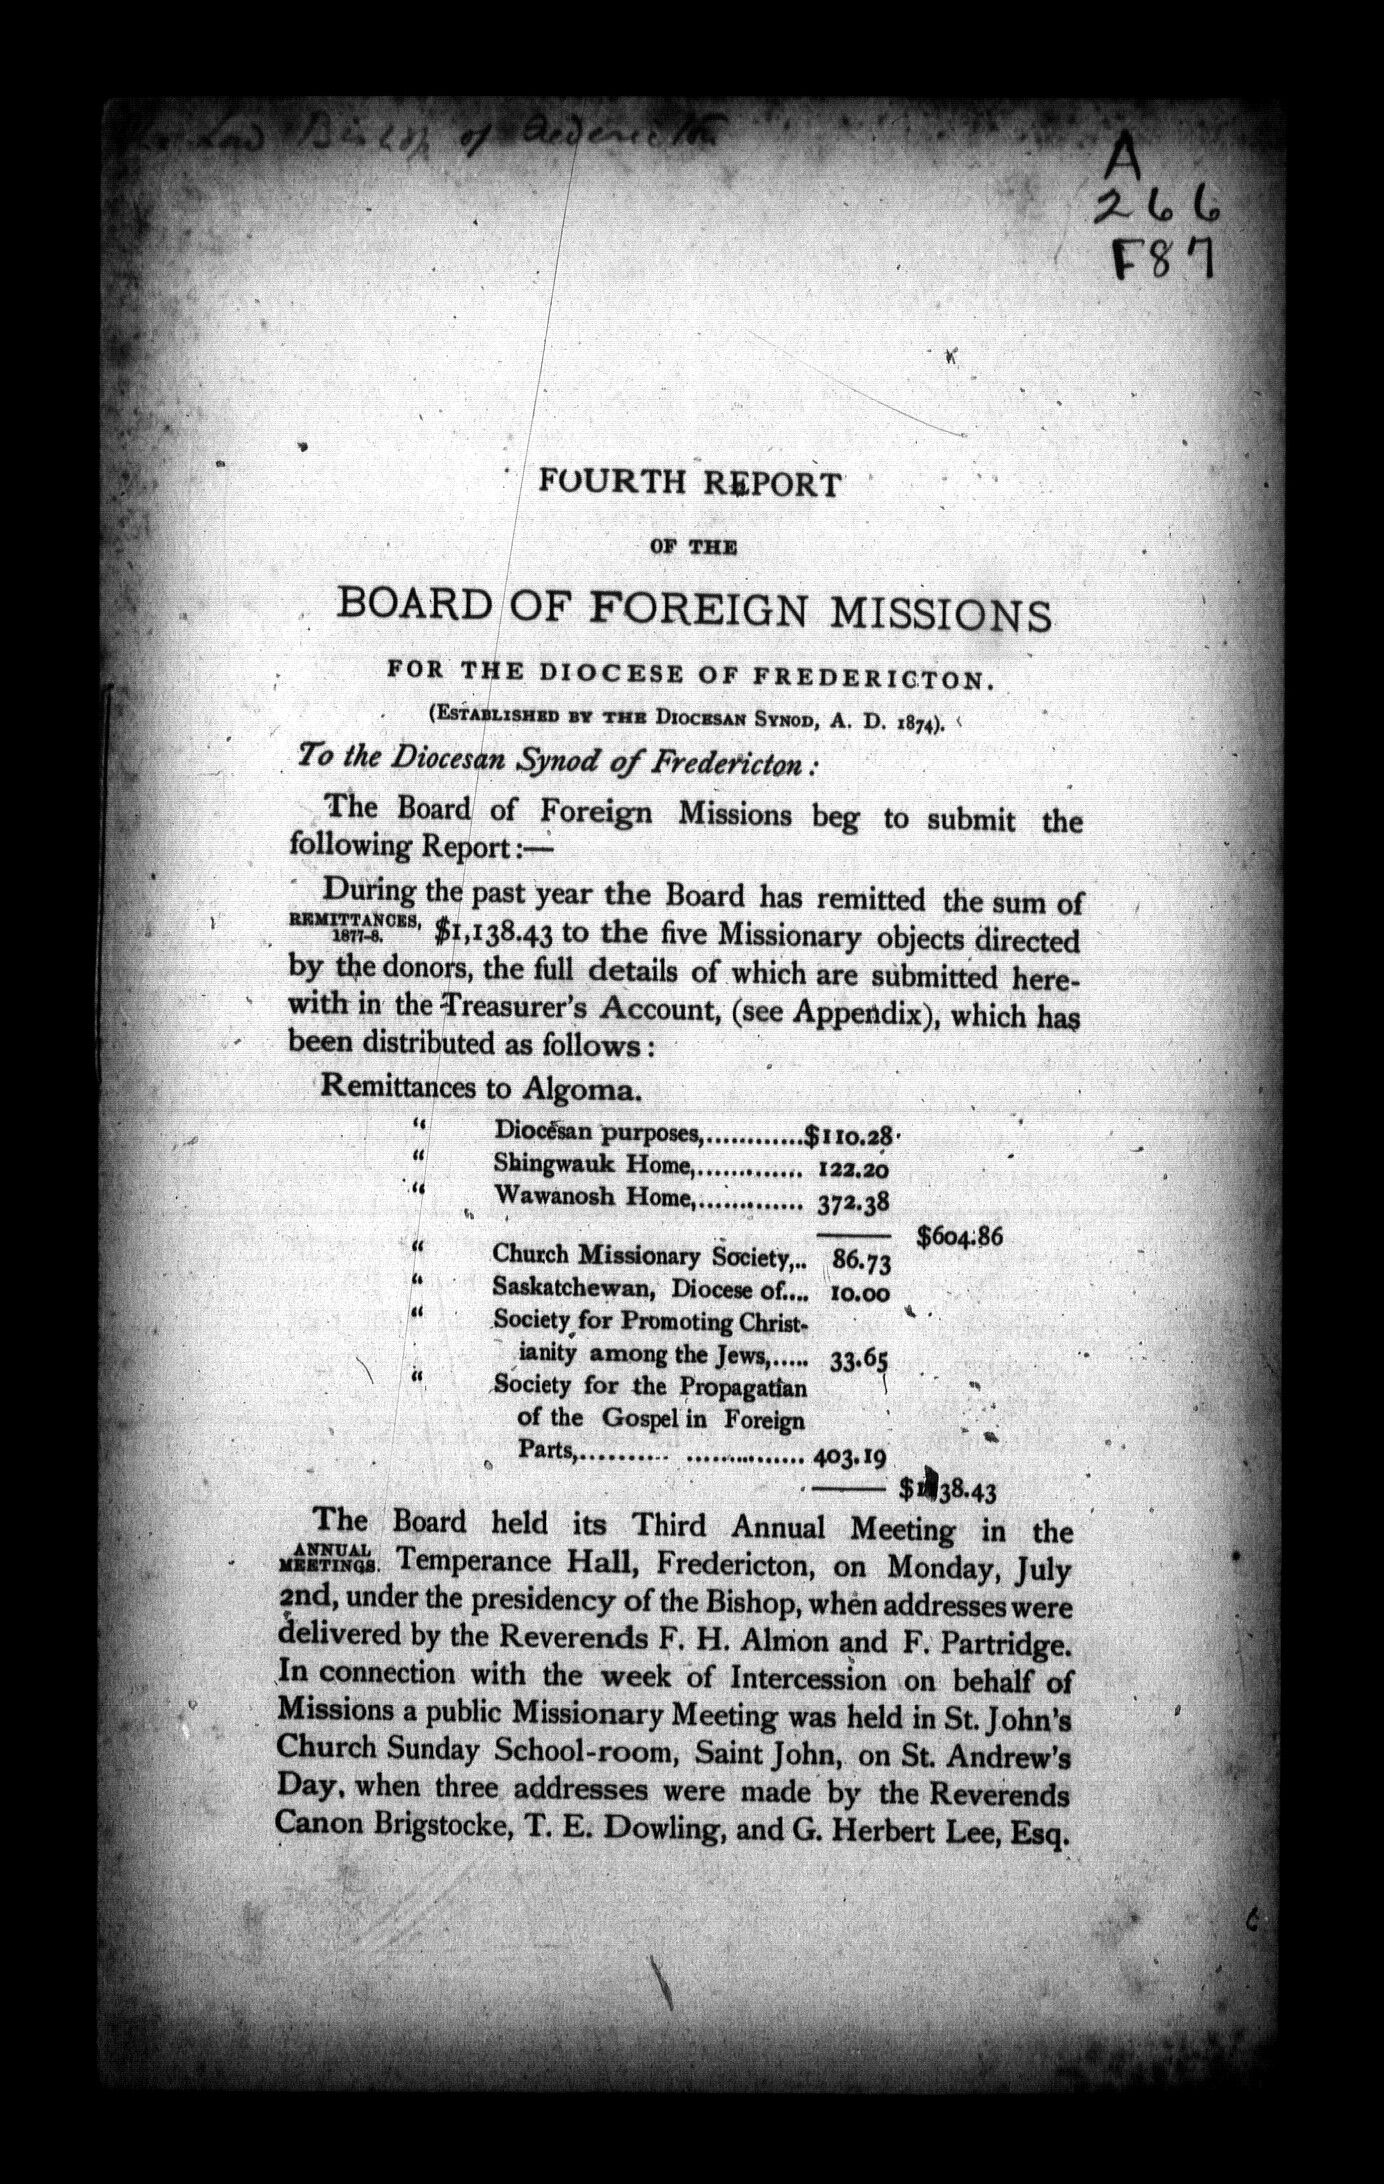 Lord Bishop of Fredericton
A
266
F87
FOURTH REPORT
OF THE
BOARD OF FOREIGN MISSIONS
FOR THE DIOCESE OF FREDERICTON.
(ESTABLISHED BY THE DIOCESAN SYNOD, A. D. 1874).
To the Diocesan Synod of Fredericton :
The Board of Foreign Missions beg to submit the
following Report :—
During the past year the Board has remitted the sum of
REMITTANCES, 1877-8. $1,138.43 to the five Missionary objects directed
by the donors, the full details of which are submitted here-
with in the Treasurer's Account, (see Appendix), which has
been distributed as follows :
Remittances to Algoma.
“ Diocesan purposes,............$110.28
“ Shingwauk Home,............. 122.20
“ Wawanosh Home,............. 372.38
$604.86
“ Church Missionary Society,.. 86.73
“ Saskatchewan, Diocese of.... 10.00
“ Society for Promoting Christ-
ianity among the Jews,..... 33.65
“ Society for the Propagatian
of the Gospel in Foreign
Parts,.......... ............... 403.19
$1138.43
The Board held its Third Annual Meeting in the
ANNUAL MEETINGS. Temperance Hall, Fredericton, on Monday, July
2nd, under the presidency of the Bishop, when addresses were
delivered by the Reverends F. H. Almon and F. Partridge.
In connection with the week of Intercession on behalf of
Missions a public Missionary Meeting was held in St. John's
Church Sunday School-room, Saint John, on St. Andrew's
Day, when three addresses were made by the Reverends
Canon Brigstocke, T. E. Dowling, and G. Herbert Lee, Esq.